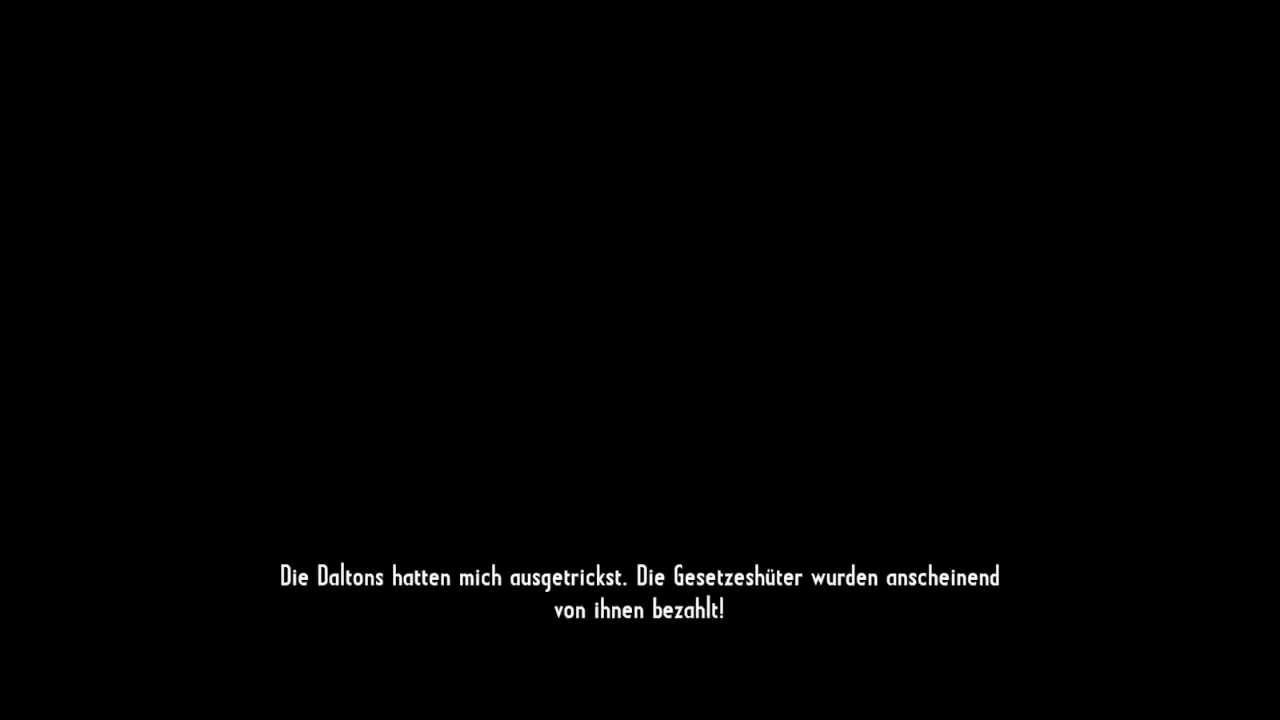 Die Daltons hatten mich ausgetrickst. Die Gesetzeshüter wurden anscheinend
von ihnen bezahlt!